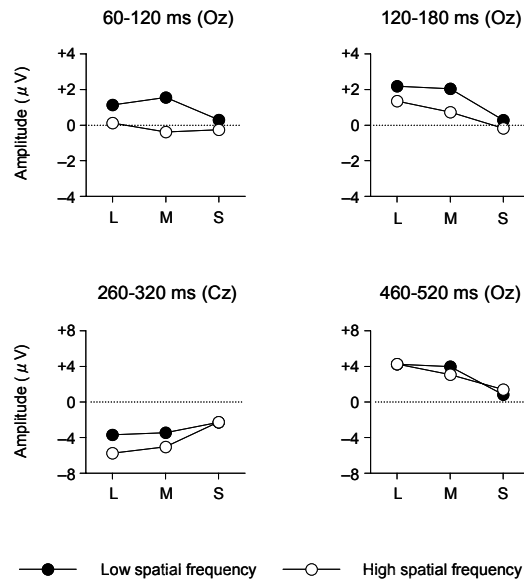 60-120 ms (Oz)
120-180 ms (Oz)
Amplitude (μV)
+4
+2
0
–2
–4
L M S
+4
+2
0
–2
–4
L M S
260-320 ms (Cz)
460-520 ms (Oz)
Amplitude (μV)
+8
+4
0
–4
–8
L M S
+8
+4
0
–4
–8
L M S
Low spatial frequency
High spatial frequency